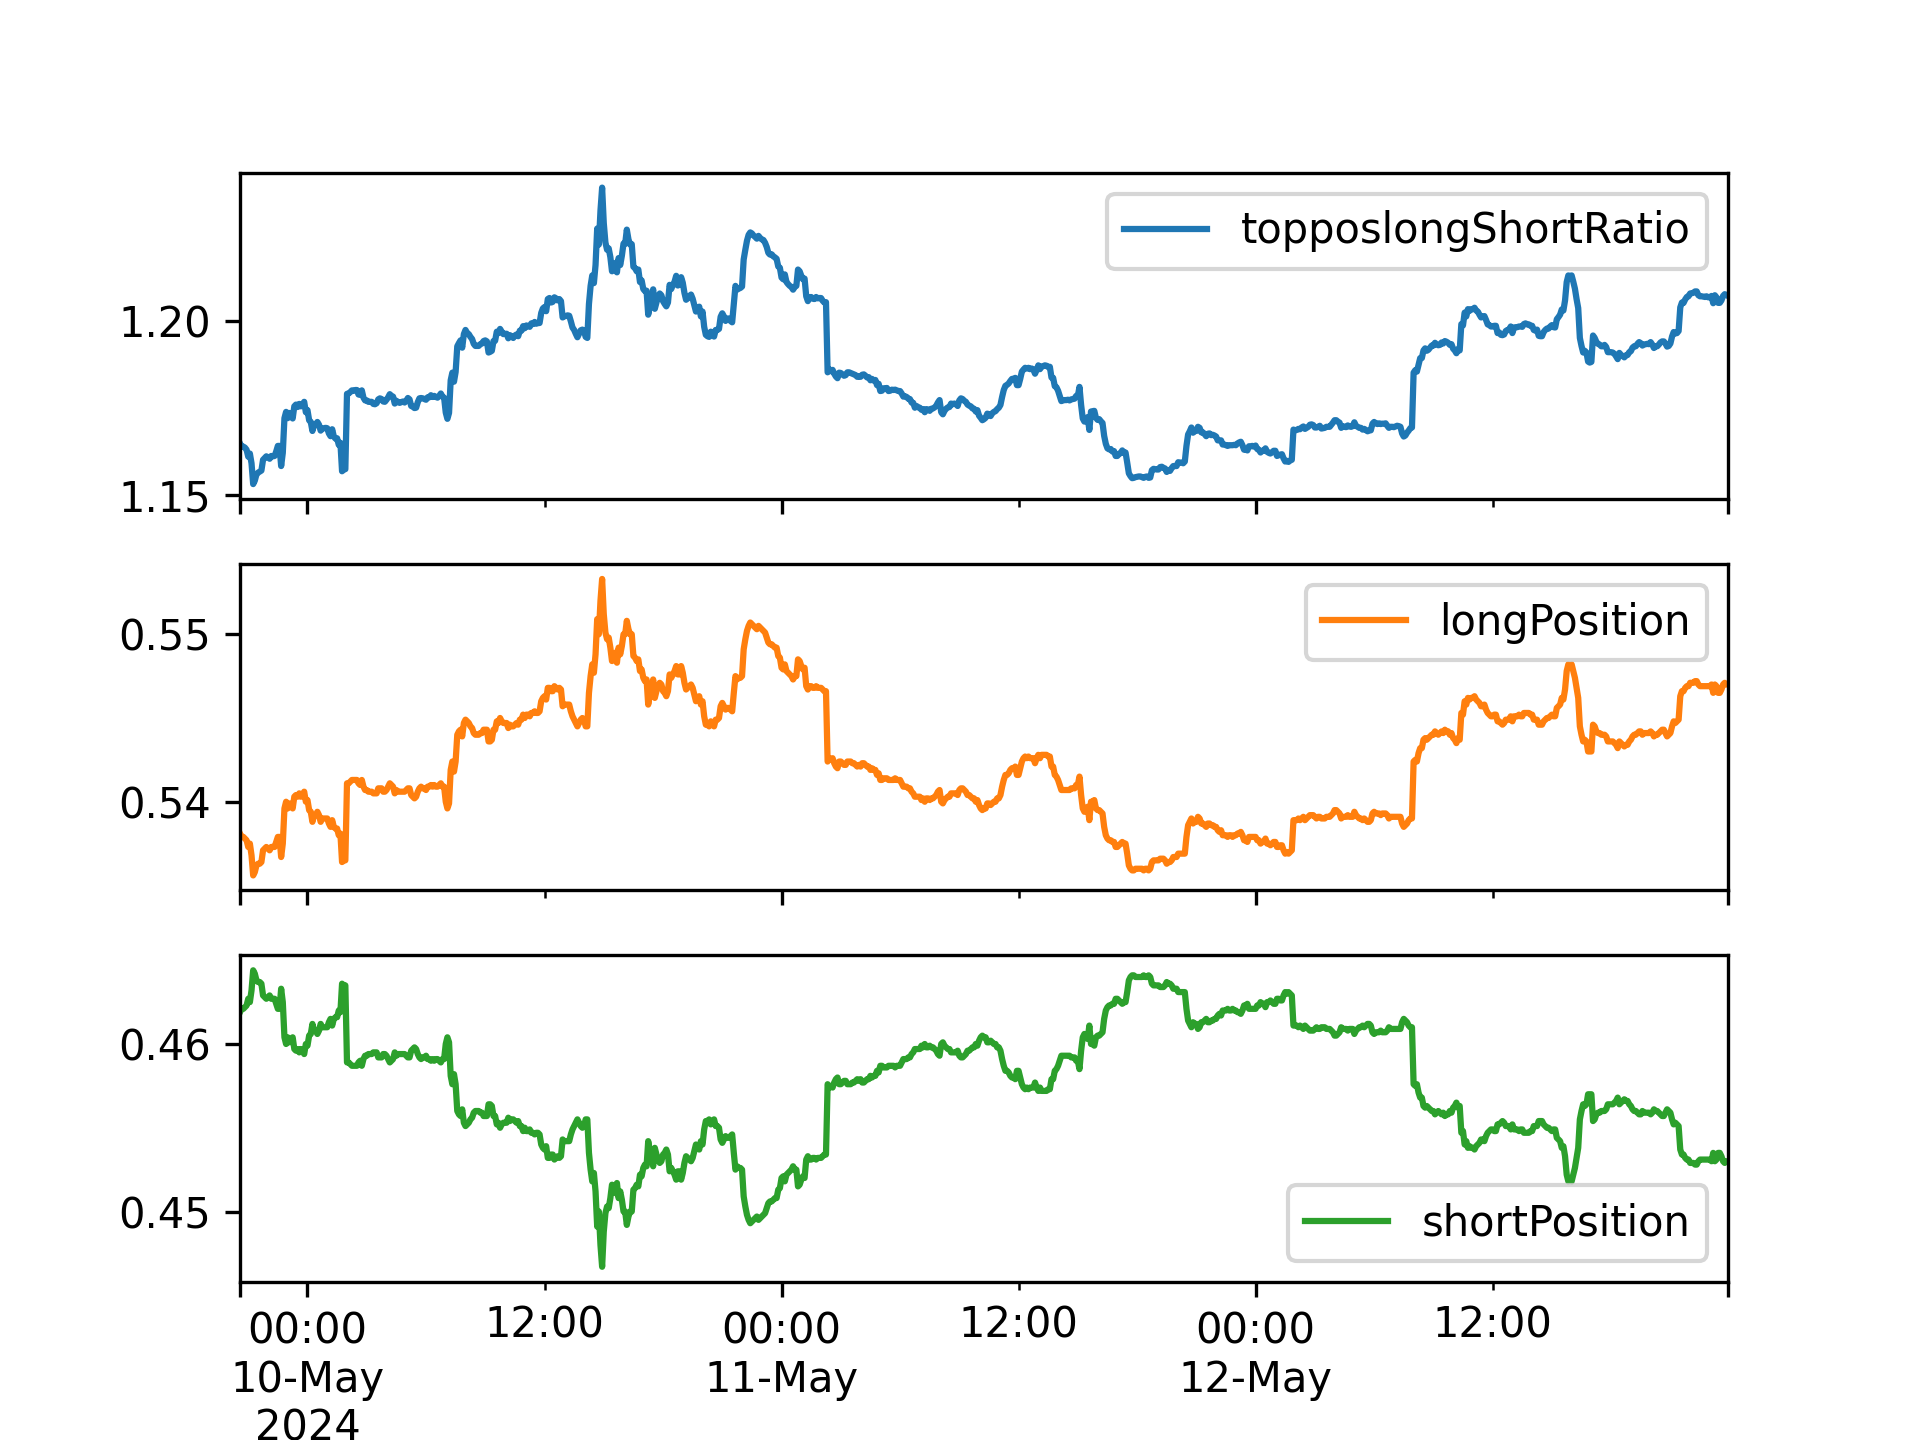 topposlongShortRatio
1.20
1.15
longPosition
0.55
0.54
0.46
0.45
shortPosition
00:00 12:00 00:00 12:00 00:00 12:00
10-May 11-May 12-May
2024